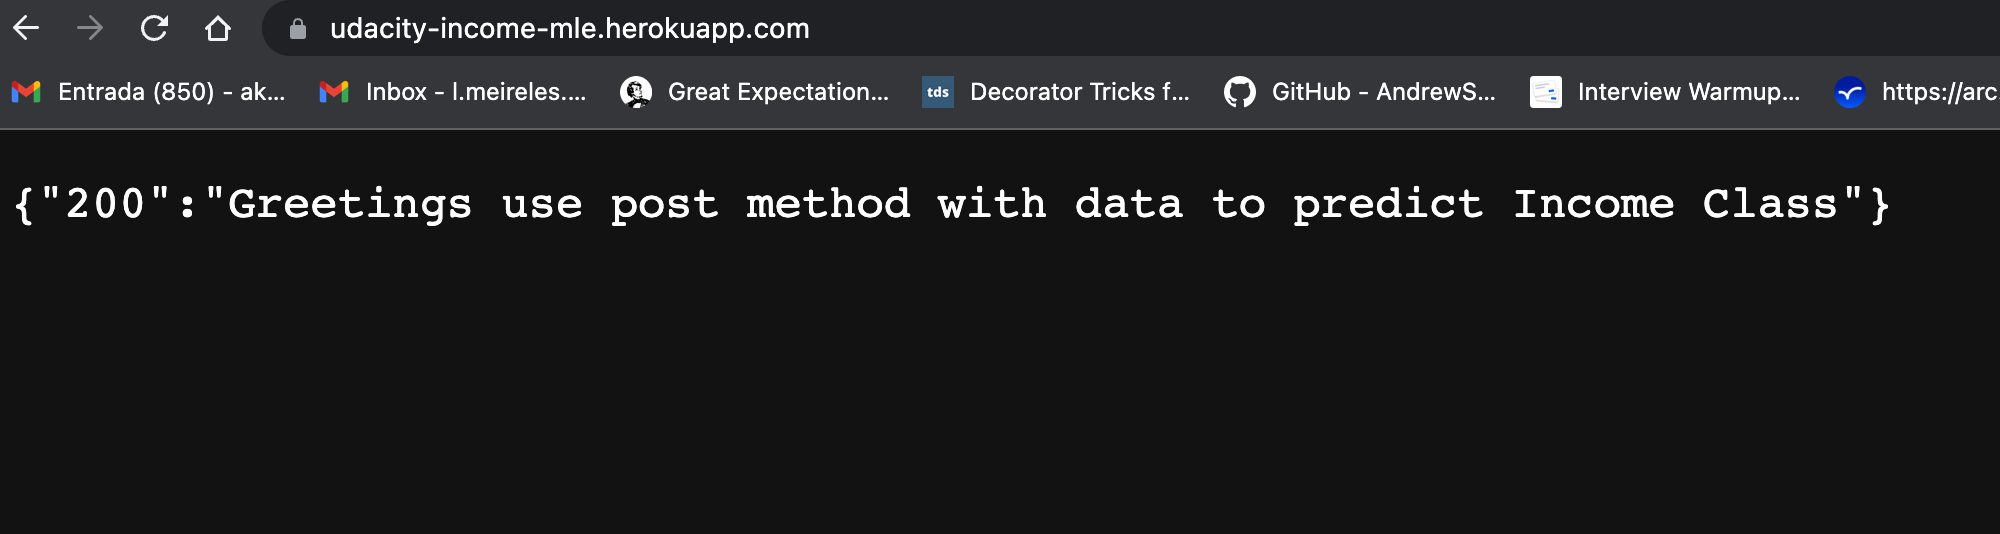 udacity-income-mle.herokuapp.com
Entrada (850) - ak... Inbox - l.meireles.... Great Expectation... tds Decorator Tricks f... GitHub - AndrewS... Interview Warmup... https://arc
{"200":"Greetings use post method with data to predict Income Class"}